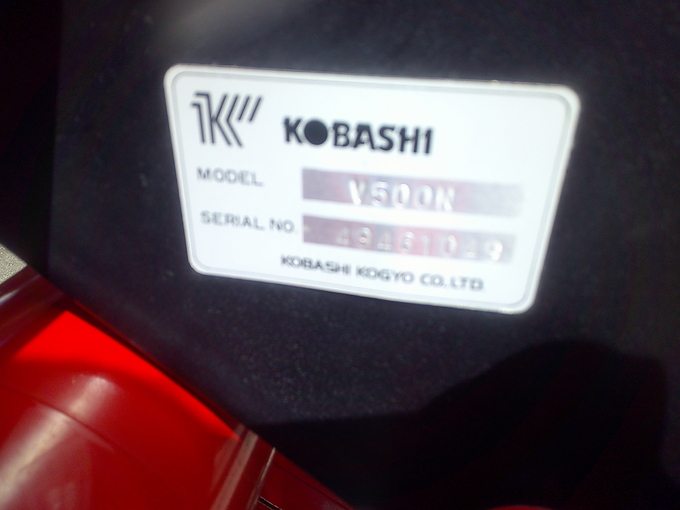 K
KOBASHI
MODEL V500N
SERIAL NO.
KOBASHI KOGYO CO. LTD